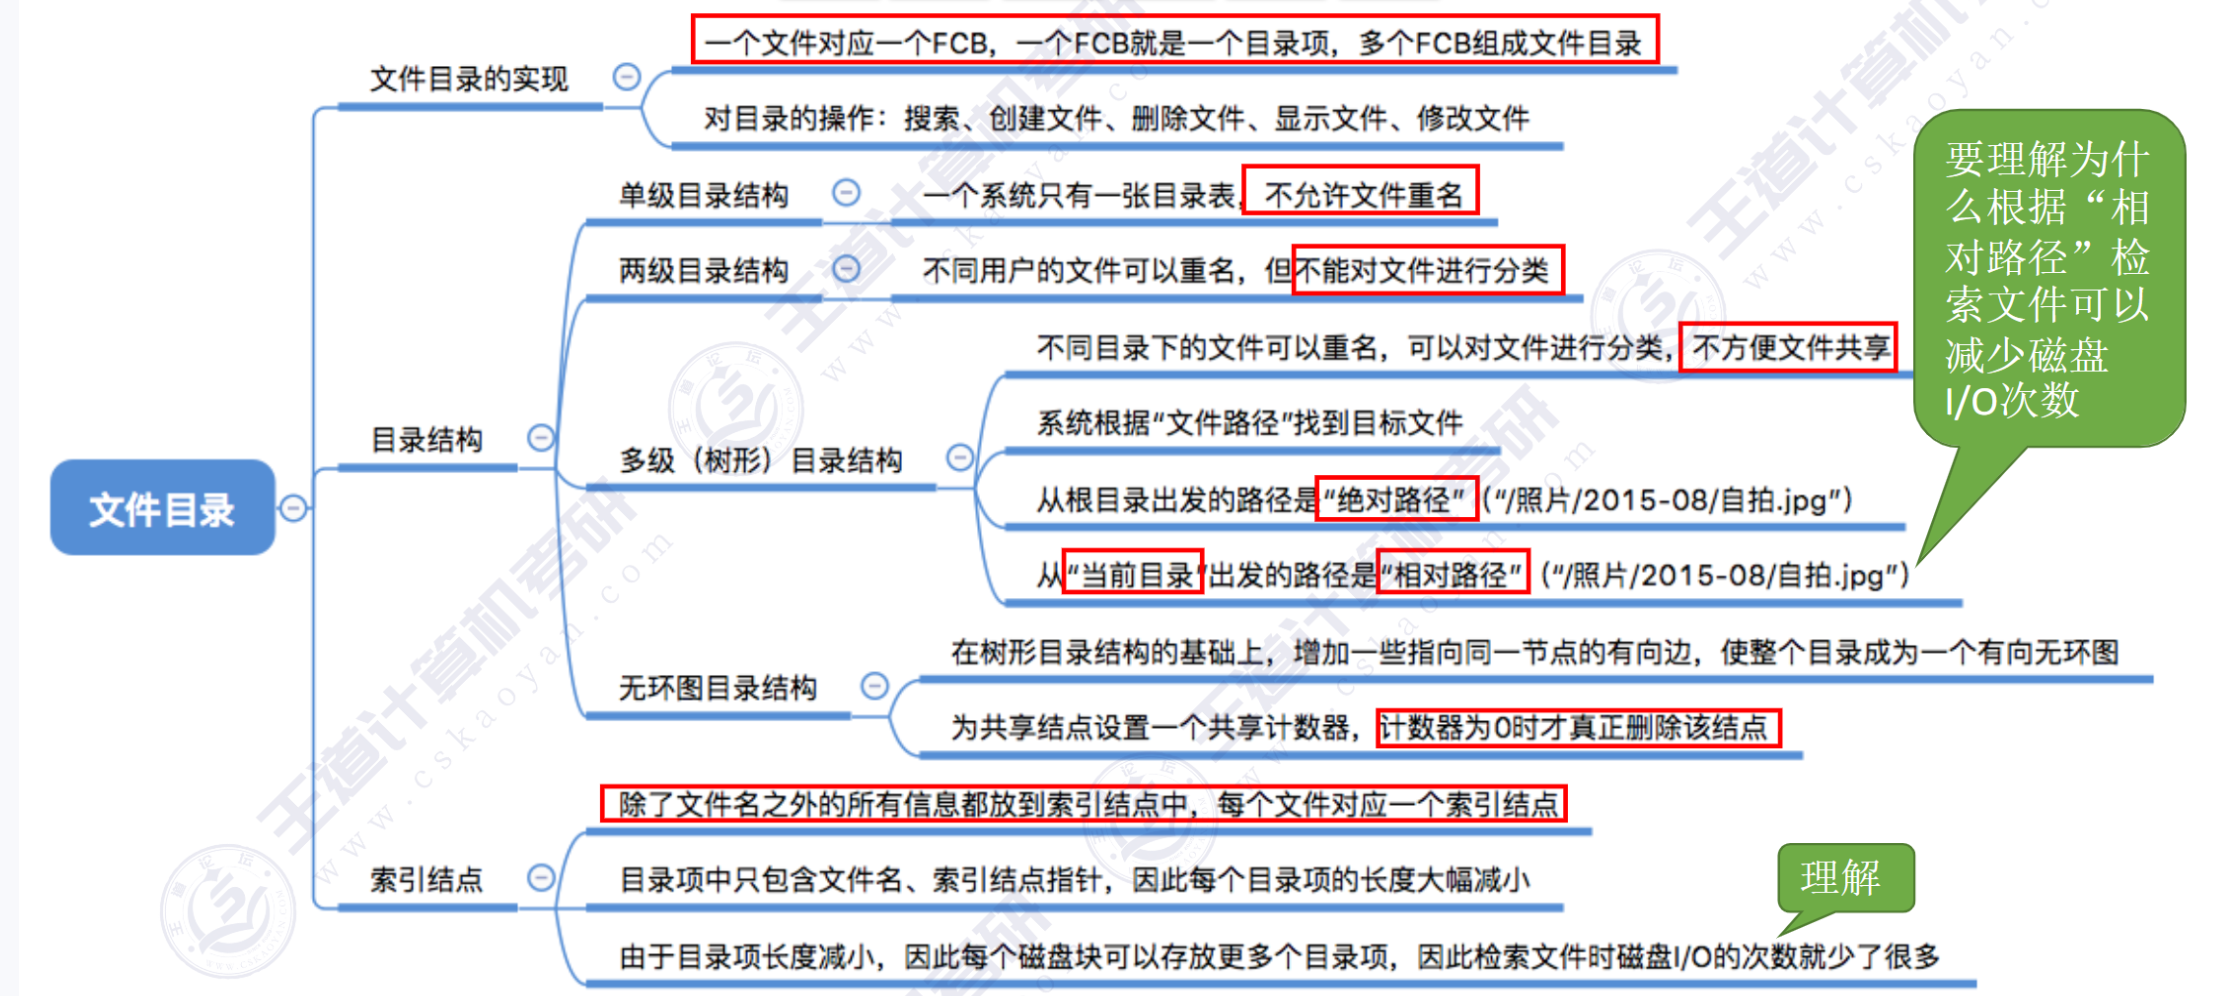 一个文件对应一个FCB，一个FCB就是一个目录项，多个FCB组成文件目录
文件目录的实现
对目录的操作：搜索、创建文件、删除文件、显示文件、修改文件
单级目录结构
一个系统只有一张目录表，不允许文件重名
两级目录结构
不同用户的文件可以重名，但不能对文件进行分类
不同目录下的文件可以重名，可以对文件进行分类，不方便文件共享
系统根据“文件路径”找到目标文件
目录结构
多级（树形）目录结构
从根目录出发的路径是“绝对路径”（“/照片/2015-08/自拍.jpg”）
文件目录
从“当前目录”出发的路径是“相对路径”（“/照片/2015-08/自拍.jpg”）
要理解为什
么根据“相
对路径”检
索文件可以
减少磁盘
I/O次数
在树形目录结构的基础上，增加一些指向同一节点的有向边，使整个目录成为一个有向无环图
无环图目录结构
为共享结点设置一个共享计数器，计数器为0时才真正删除该结点
除了文件名之外的所有信息都放到索引结点中，每个文件对应一个索引结点
索引结点
目录项中只包含文件名、索引结点指针，因此每个目录项的长度大幅减小
理解
由于目录项长度减小，因此每个磁盘块可以存放更多个目录项，因此检索文件时磁盘I/O的次数就少了很多
王道计算机考研
www.cskaoyan.com
王道计算机考研
www.cskaoyan.com
王道计算机考研
www.cskaoyan.com